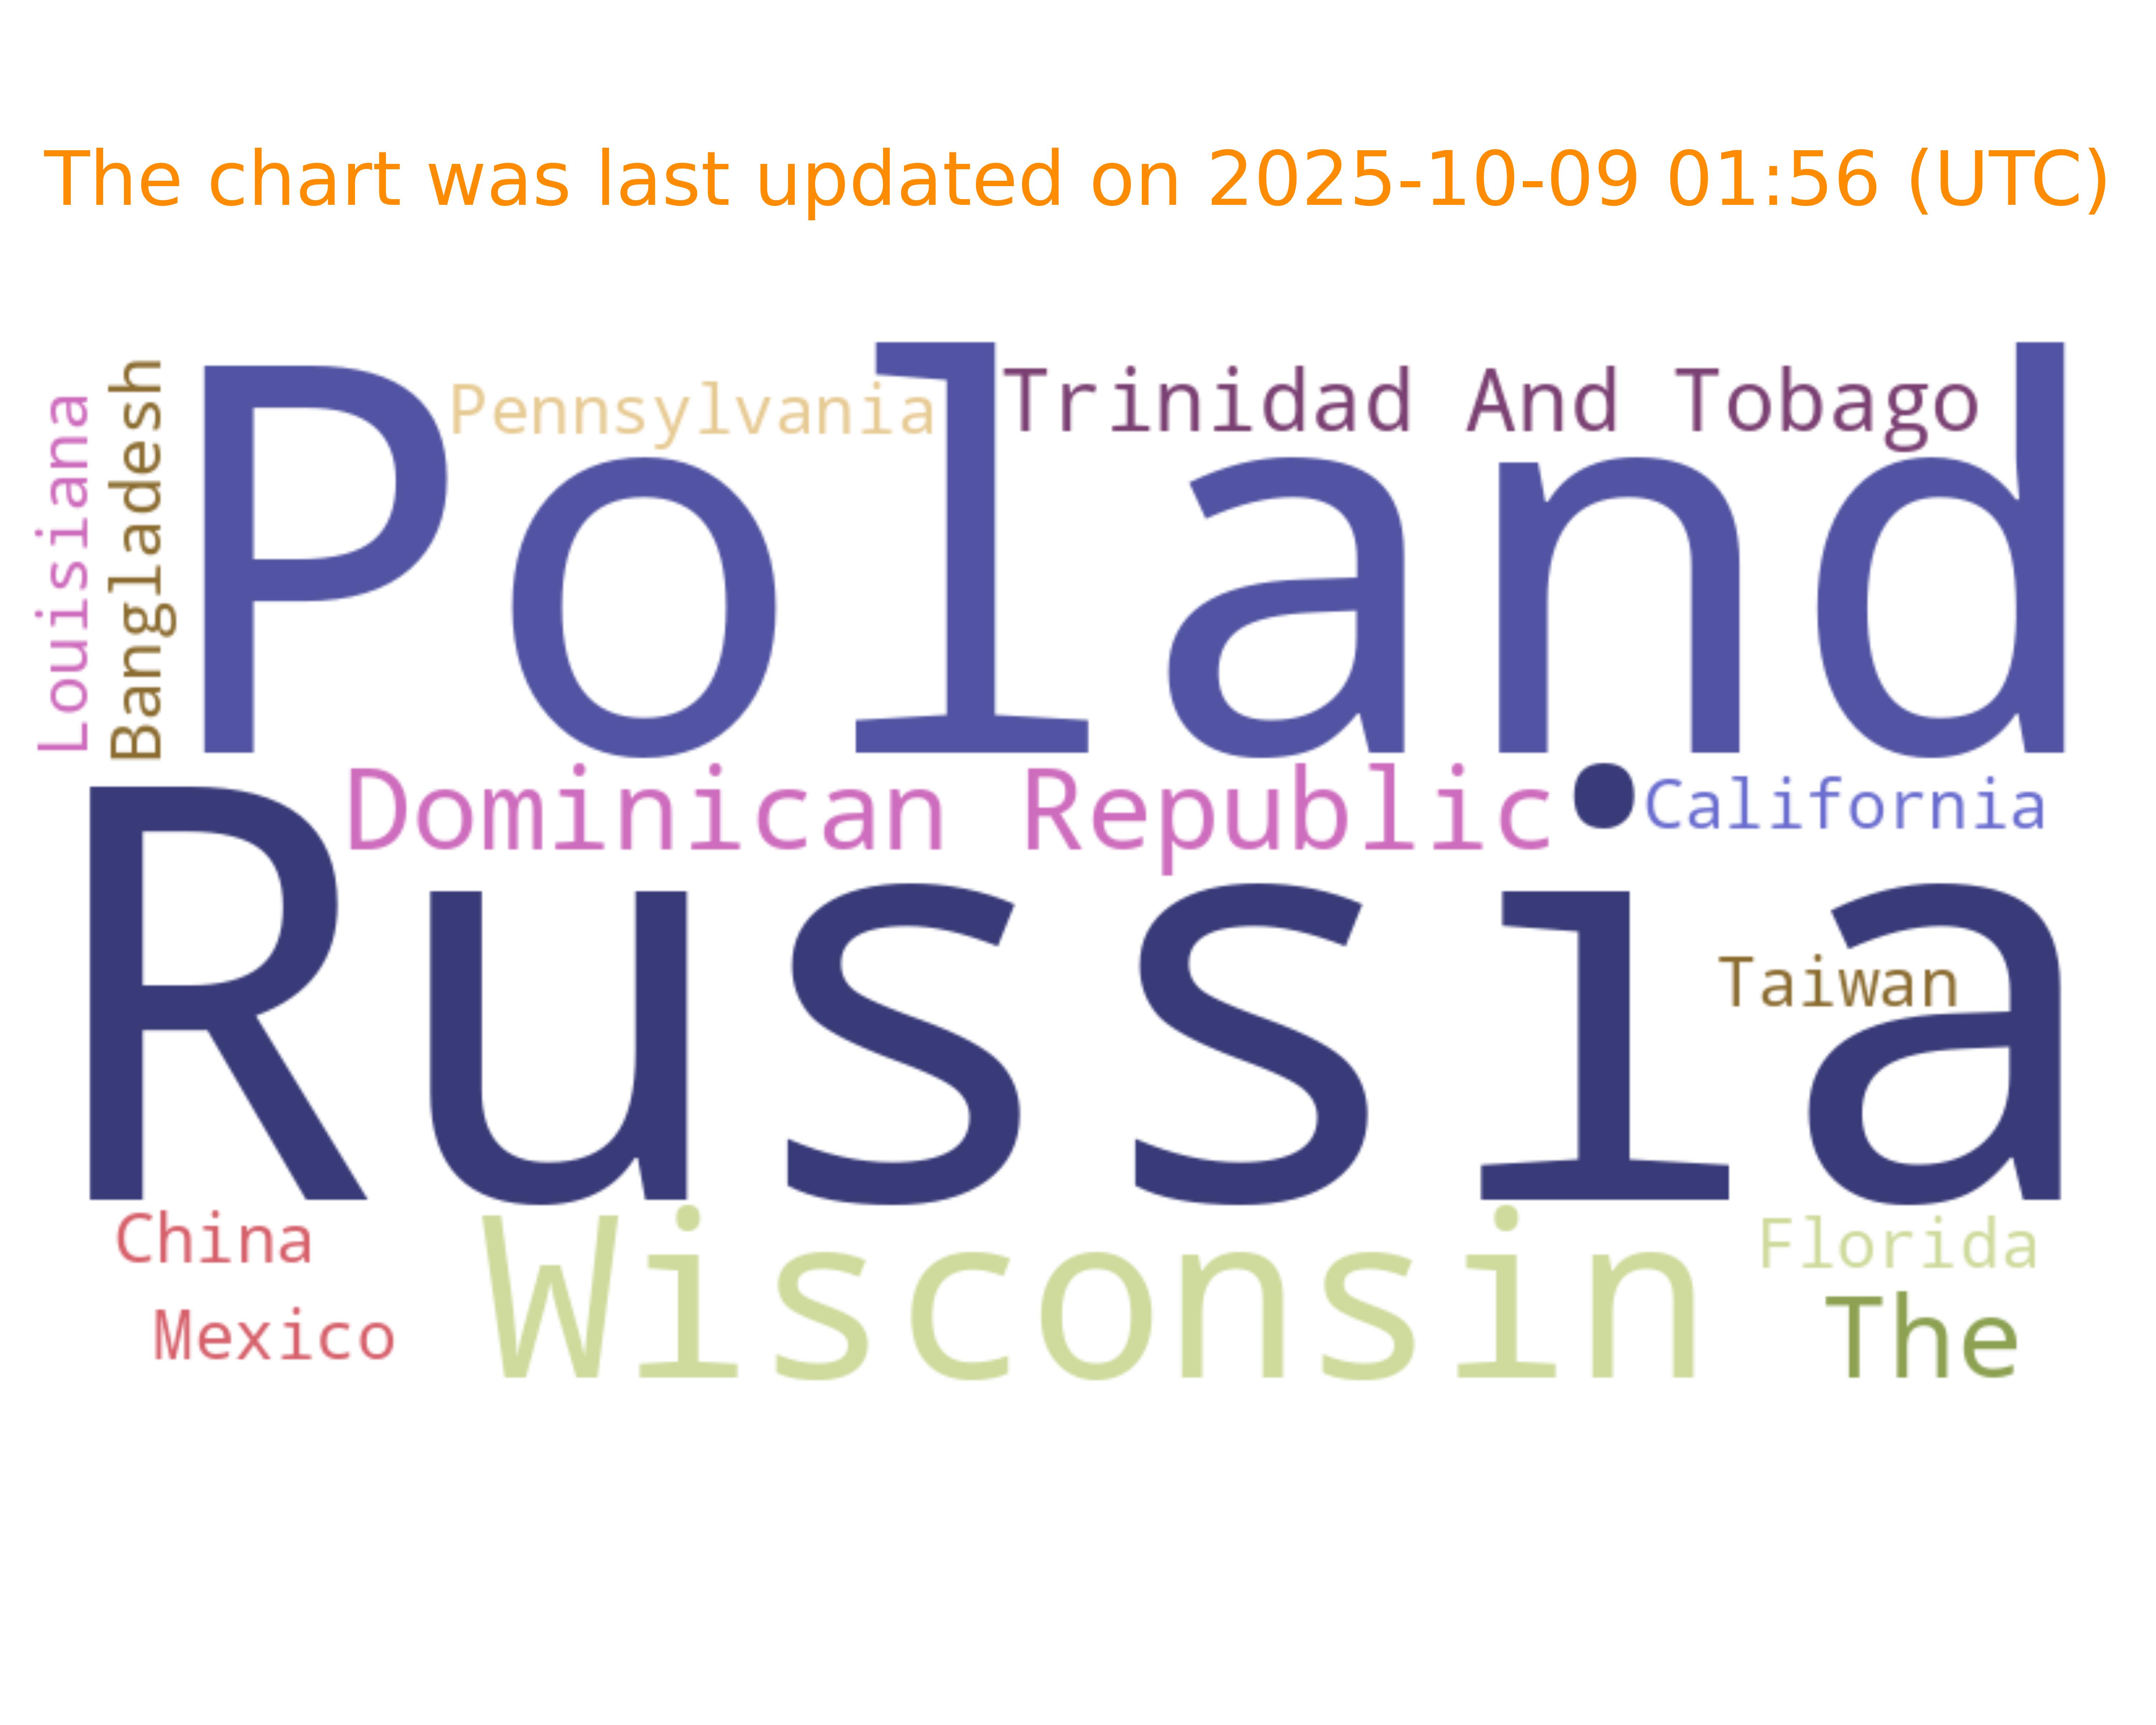 The chart was last updated on 2025-10-09 01:56 (UTC)
Louisiana
Bangladesh
Pennsylvania
Trinidad And Tobago
Poland
Dominican Republic
California
Russia
Taiwan
China
Wisconsin
Florida
Mexico
The